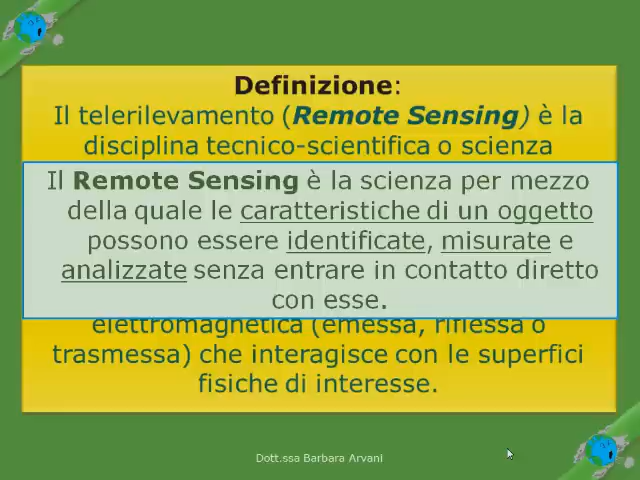 Definizione:
Il telerilevamento (Remote Sensing) è la
disciplina tecnico-scientifica o scienza
Il Remote Sensing è la scienza per mezzo
della quale le caratteristiche di un oggetto
possono essere identificate, misurate e
analizzate senza entrare in contatto diretto
con esse.
elettromagnetica (emessa, riflessa o
trasmessa) che interagisce con le superfici
fisiche di interesse.
Dott.ssa Barbara Arvani